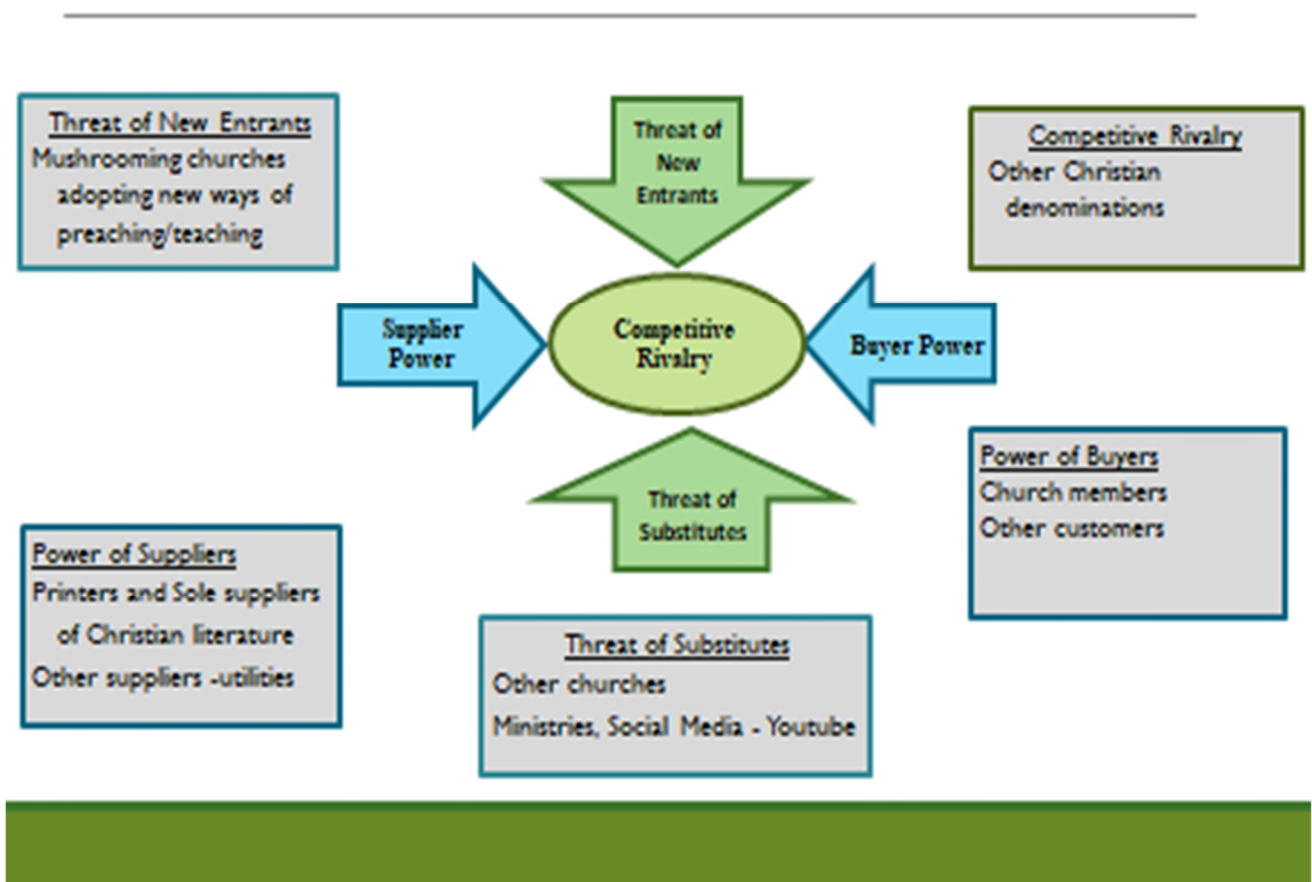 Threat of New Entrants
Mushrooming churches
adopting new ways of
preaching/teaching
Threat of
New
Entrants
Competitive Rivalry
Other Christian
denominations
Supplier
Power
Competitive
Rivalry
Buyer Power
Threat of
Substitutes
Power of Buyers
Church members
Other customers
Power of Suppliers
Printers and Sole suppliers
of Christian literature
Other suppliers -utilities
Threat of Substitutes
Other churches
Ministries, Social Media - Youtube